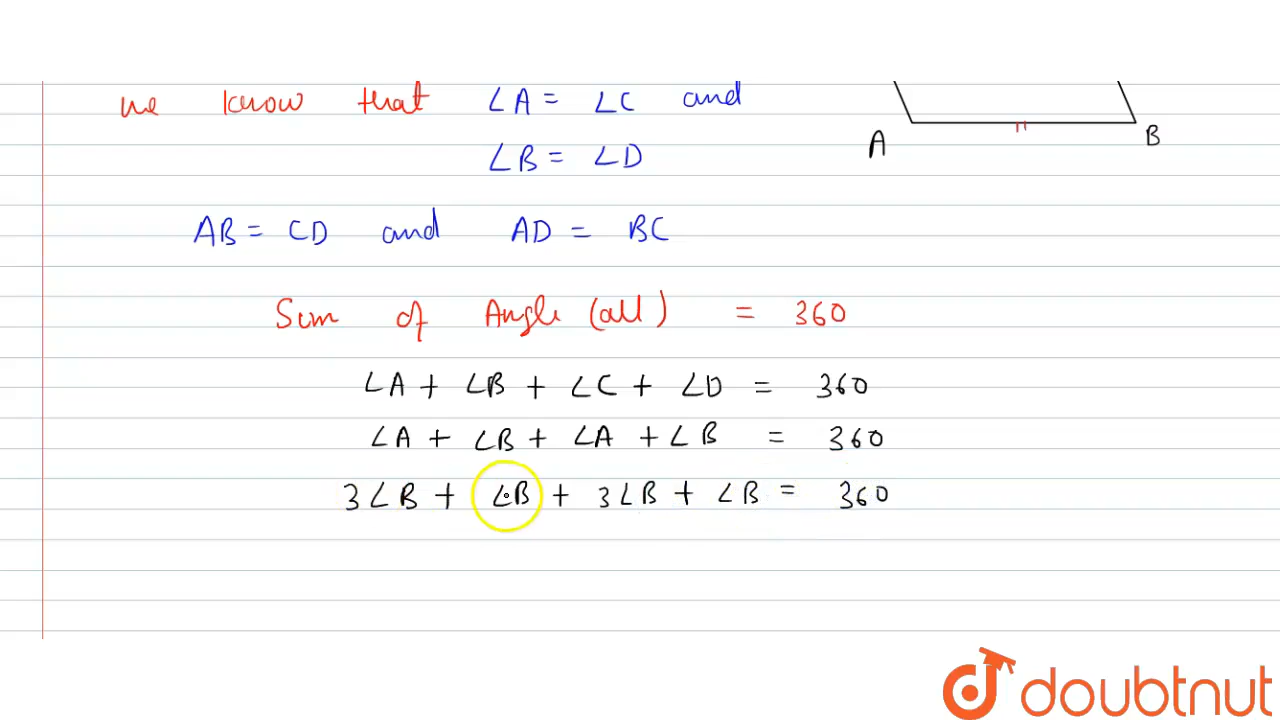 we know that ∠A = ∠C and
∠B = ∠D
A
B
AB = CD and AD = BC
Sum of Angle (all) = 360
∠A + ∠B + ∠C + ∠D = 360
∠A + ∠B + ∠A + ∠B = 360
3∠B + ∠B + 3∠B + ∠B = 360
doubtnut